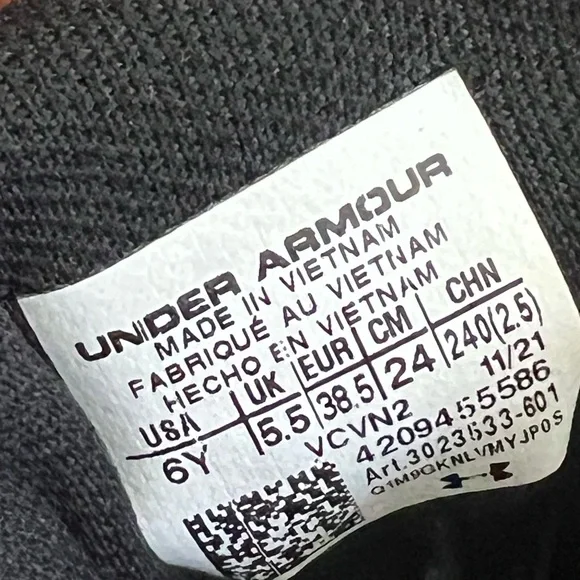 UNDER ARMOUR
MADE IN VIETNAM
FABRIQUÉ AU VIETNAM
HECHO EN VIETNAM
USA UK EUR CM CHN
6Y 5.5 38.5 24 240(2.5)
VCVN2 11/21
4209455586
Art.3023533-601
Q1M9QKNLVMYJP0S